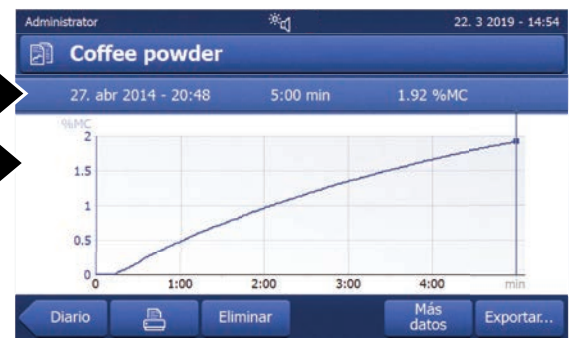 Administrator 22. 3 2019 - 14:54
Coffee powder
27. abr 2014 - 20:48 5:00 min 1.92 %MC
%MC
2
1.5
1
0.5
0
0 1:00 2:00 3:00 4:00 min
Diario Eliminar Más datos Exportar...